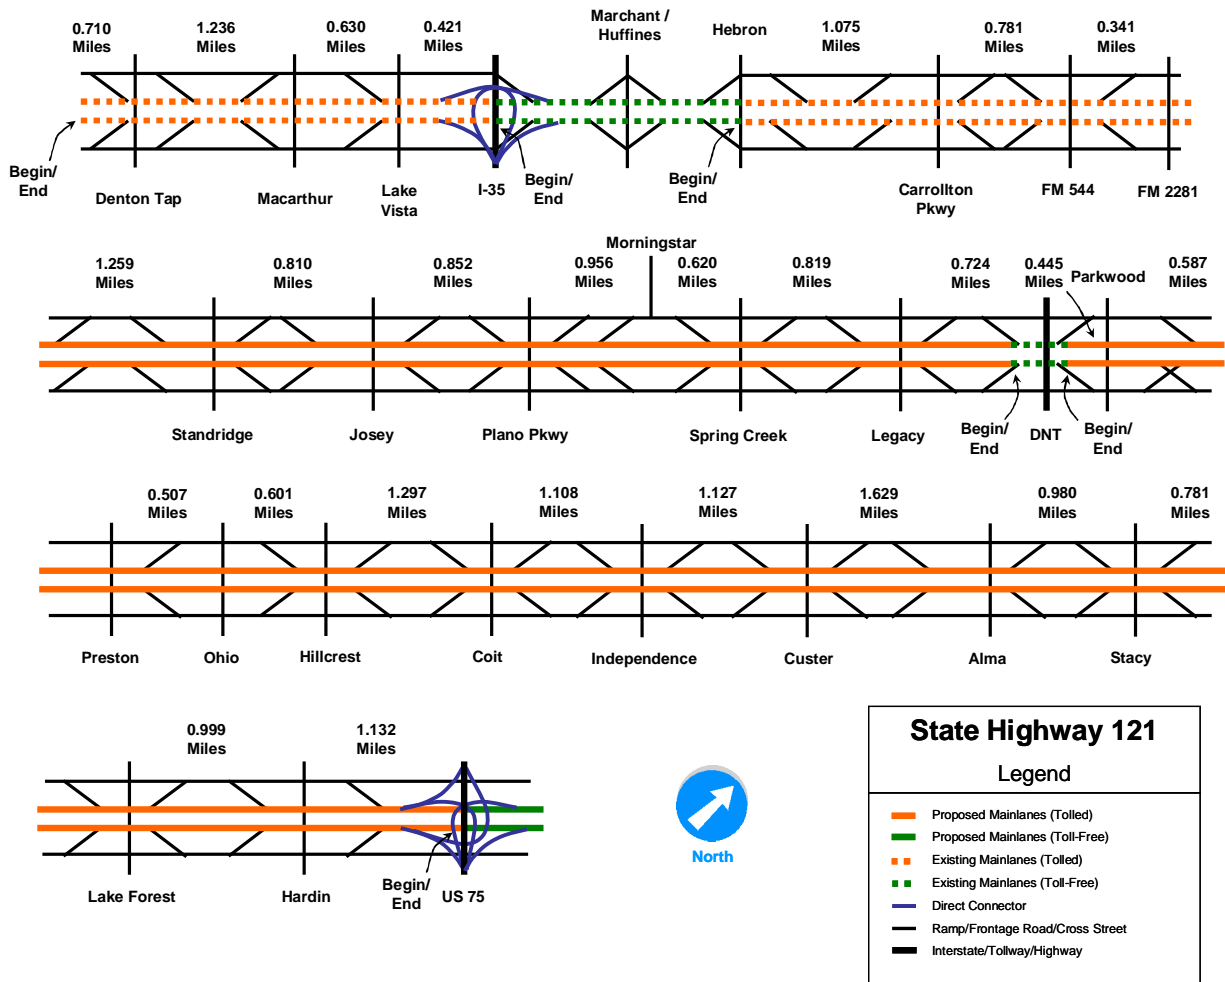 0.710 Miles
1.236 Miles
0.630 Miles
0.421 Miles
Marchant /
Huffines
Hebron
1.075 Miles
0.781 Miles
0.341 Miles
Begin/
End
Denton Tap
Macarthur
Lake
Vista
I-35
Begin/
End
Begin/
End
Carrollton
Pkwy
FM 544
FM 2281
1.259 Miles
0.810 Miles
0.852 Miles
0.956 Miles
Morningstar
0.620 Miles
0.819 Miles
0.724 Miles
0.445 Miles
Parkwood
0.587 Miles
Standridge
Josey
Plano Pkwy
Spring Creek
Legacy
Begin/
End
DNT
Begin/
End
0.507 Miles
0.601 Miles
1.297 Miles
1.108 Miles
1.127 Miles
1.629 Miles
0.980 Miles
0.781 Miles
Preston
Ohio
Hillcrest
Coit
Independence
Custer
Alma
Stacy
0.999 Miles
1.132 Miles
Lake Forest
Hardin
Begin/
End
US 75
North
State Highway 121
Legend
Proposed Mainlanes (Tolled)
Proposed Mainlanes (Toll-Free)
Existing Mainlanes (Tolled)
Existing Mainlanes (Toll-Free)
Direct Connector
Ramp/Frontage Road/Cross Street
Interstate/Tollway/Highway